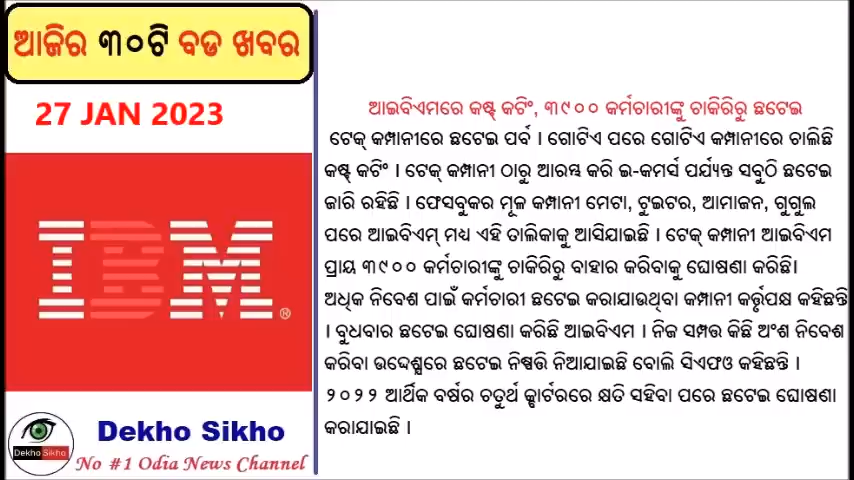 ଆଜିର ୩୦ଟି ବଡ ଖବର
27 JAN 2023
IBM®
Dekho Sikho
Dekho Sikho
No #1 Odia News Channel
ଆଇବିଏମରେ କଷ୍ଟ୍ କଟିଂ, ୩୯୦୦ କର୍ମଚାରୀଙ୍କୁ ଚାକିରିରୁ ଛଟେଇ
ଟେକ୍ କମ୍ପାନୀରେ ଛଟେଇ ପର୍ବ । ଗୋଟିଏ ପରେ ଗୋଟିଏ କମ୍ପାନୀରେ ଚାଲିଛି
କଷ୍ଟ୍ କଟିଂ । ଟେକ୍ କମ୍ପାନୀ ଠାରୁ ଆରମ୍ଭ କରି ଇ-କମର୍ସ ପର୍ଯ୍ୟନ୍ତ ସବୁଠି ଛଟେଇ
ଜାରି ରହିଛି । ଫେସବୁକର ମୂଳ କମ୍ପାନୀ ମେଟା, ଟୁଇଟର, ଆମାଜନ, ଗୁଗୁଲ
ପରେ ଆଇବିଏମ୍ ମଧ୍ୟ ଏହି ତାଲିକାକୁ ଆସିଯାଇଛି । ଟେକ୍ କମ୍ପାନୀ ଆଇବିଏମ
ପ୍ରାୟ ୩୯୦୦ କର୍ମଚାରୀଙ୍କୁ ଚାକିରିରୁ ବାହାର କରିବାକୁ ଘୋଷଣା କରିଛି।
ଅଧିକ ନିବେଶ ପାଇଁ କର୍ମଚାରୀ ଛଟେଇ କରାଯାଉଥିବା କମ୍ପାନୀ କର୍ତ୍ତୃପକ୍ଷ କହିଛନ୍ତି
। ବୁଧବାର ଛଟେଇ ଘୋଷଣା କରିଛି ଆଇବିଏମ । ନିଜ ସମ୍ପତ୍ତ କିଛି ଅଂଶ ନିବେଶ
କରିବା ଉଦ୍ଦେଶ୍ଯରେ ଛଟେଇ ନିଷ୍ପତ୍ତି ନିଆଯାଇଛି ବୋଲି ସିଏଫଓ କହିଛନ୍ତି ।
୨୦୨୨ ଆର୍ଥିକ ବର୍ଷର ଚତୁର୍ଥ କ୍ବାର୍ଟରରେ କ୍ଷତି ସହିବା ପରେ ଛଟେଇ ଘୋଷଣା
କରାଯାଇଛି ।